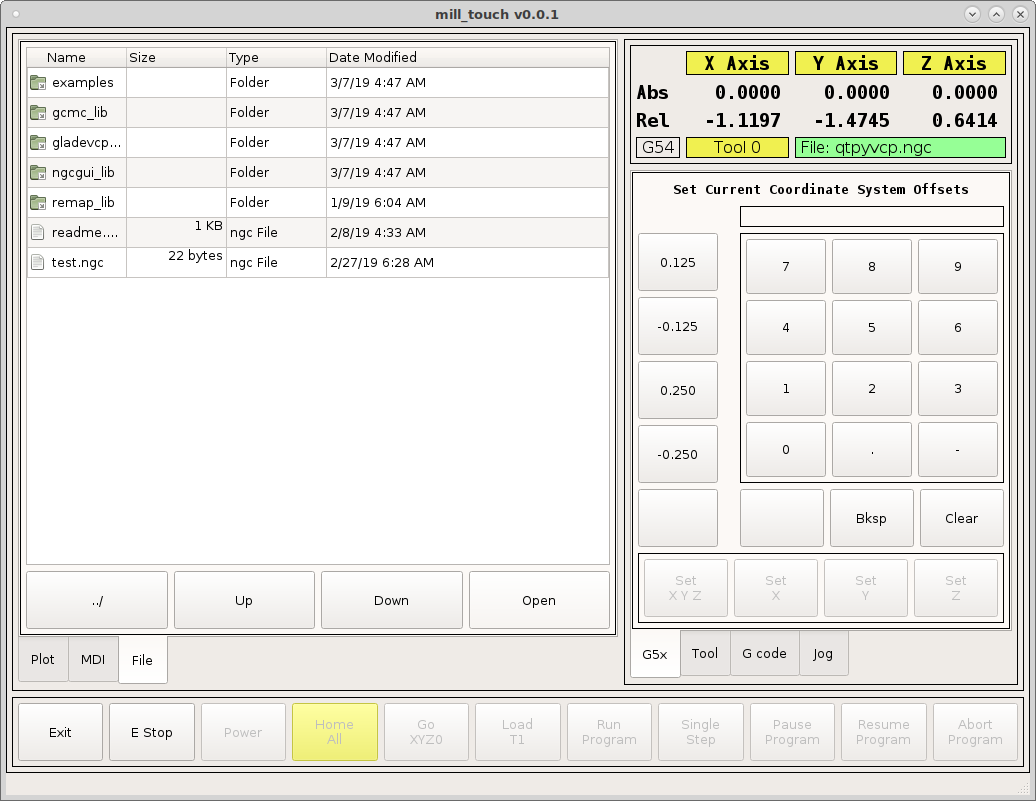 mill_touch v0.0.1
Name Size Type Date Modified
examples Folder 3/7/19 4:47 AM
gcmc_lib Folder 3/7/19 4:47 AM
gladevcp... Folder 3/7/19 4:47 AM
ngcgui_lib Folder 3/7/19 4:47 AM
remap_lib Folder 1/9/19 6:04 AM
readme.... 1 KB ngc File 2/8/19 4:33 AM
test.ngc 22 bytes ngc File 2/27/19 6:28 AM
../ Up Down Open
Plot MDI File
X Axis Y Axis Z Axis
Abs 0.0000 0.0000 0.0000
Rel -1.1197 -1.4745 0.6414
G54 Tool 0 File: qtpyvcp.ngc
Set Current Coordinate System Offsets
0.125 7 8 9
-0.125 4 5 6
0.250 1 2 3
-0.250 0 . -
Bksp Clear
Set Set Set Set
X Y Z X Y Z
G5x Tool G code Jog
Exit E Stop Power Home Go Load Run Single Pause Resume Abort
All XYZ0 T1 Program Step Program Program Program